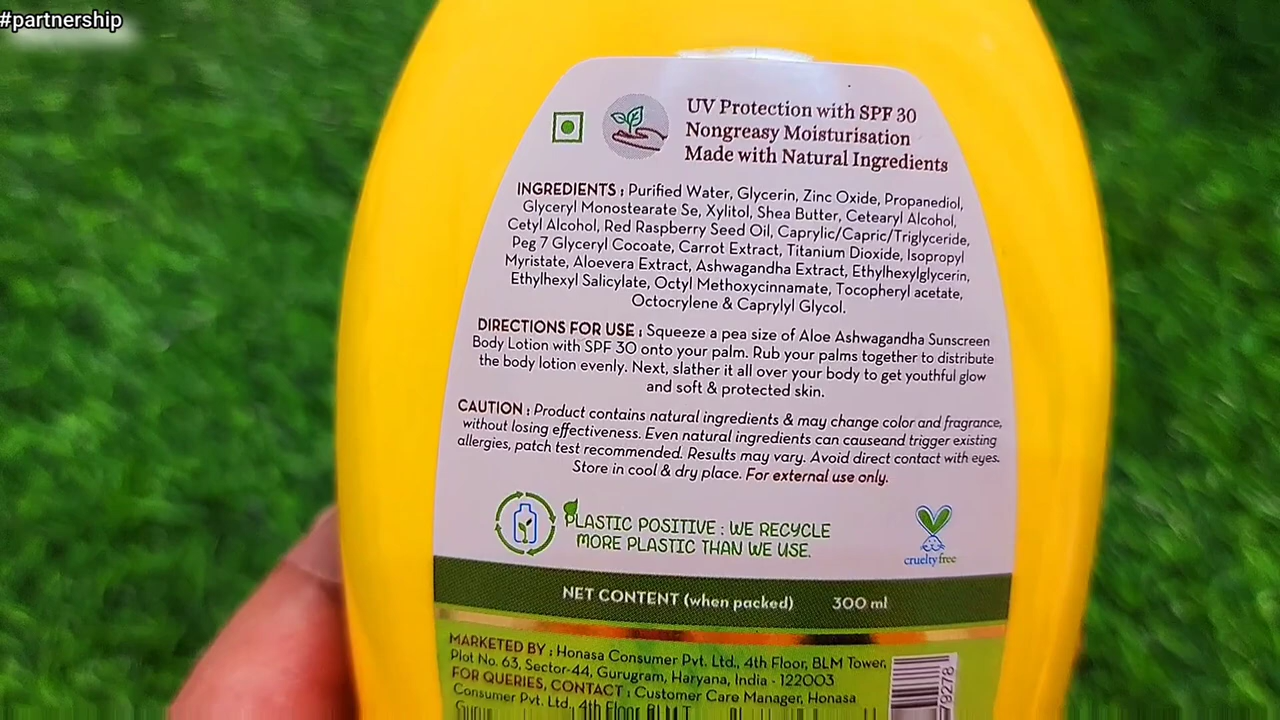 #partnership
UV Protection with SPF 30
Nongreasy Moisturisation
Made with Natural Ingredients
INGREDIENTS : Purified Water, Glycerin, Zinc Oxide, Propanediol,
Glyceryl Monostearate Se, Xylitol, Shea Butter, Cetearyl Alcohol,
Cetyl Alcohol, Red Raspberry Seed Oil, Caprylic/Capric/Triglyceride,
Peg 7 Glyceryl Cocoate, Carrot Extract, Titanium Dioxide, Isopropyl
Myristate, Aloevera Extract, Ashwagandha Extract, Ethylhexylglycerin,
Ethylhexyl Salicylate, Octyl Methoxycinnamate, Tocopheryl acetate,
Octocrylene & Caprylyl Glycol.
DIRECTIONS FOR USE : Squeeze a pea size of Aloe Ashwagandha Sunscreen
Body Lotion with SPF 30 onto your palm. Rub your palms together to distribute
the body lotion evenly. Next, slather it all over your body to get youthful glow
and soft & protected skin.
CAUTION : Product contains natural ingredients & may change color and fragrance,
without losing effectiveness. Even natural ingredients can causeand trigger existing
allergies, patch test recommended. Results may vary. Avoid direct contact with eyes.
Store in cool & dry place. For external use only.
PLASTIC POSITIVE : WE RECYCLE
MORE PLASTIC THAN WE USE.
cruelty free
NET CONTENT (when packed) 300 ml
MARKETED BY : Honasa Consumer Pvt. Ltd., 4th Floor, BLM Tower,
Plot No. 63, Sector-44, Gurugram, Haryana, India - 122003
FOR QUERIES, CONTACT : Customer Care Manager, Honasa
Consumer Pvt. Ltd., 4th Floor